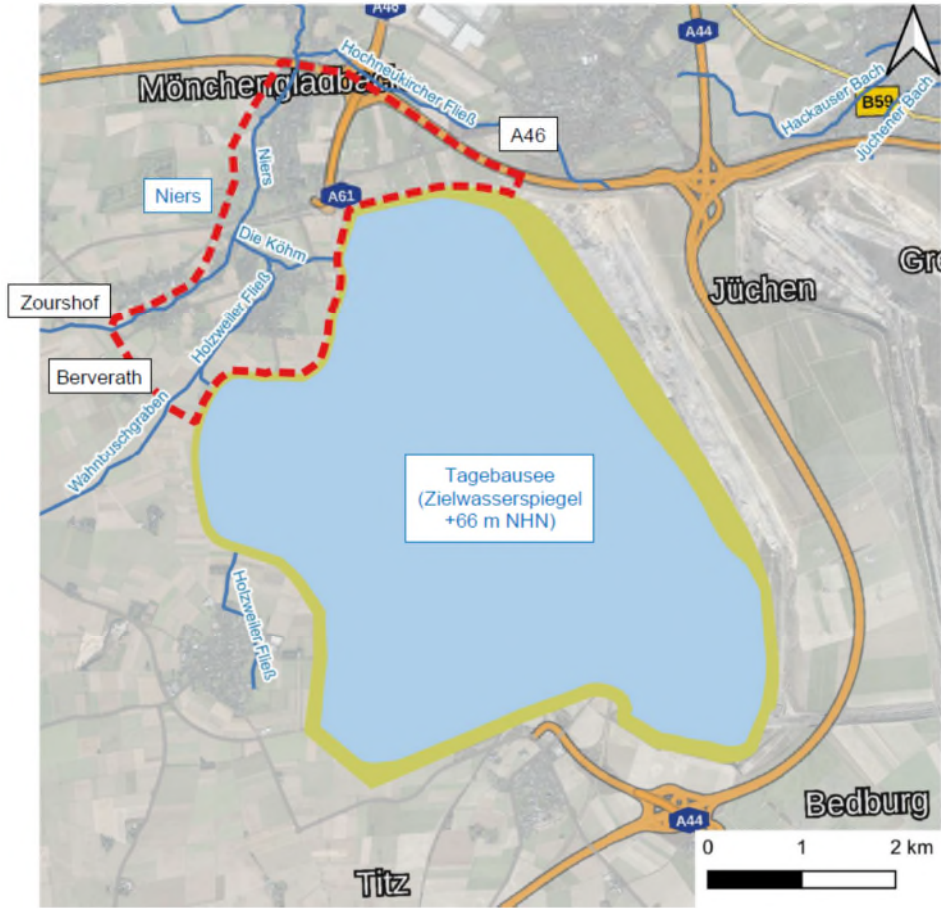 A46
A44
Hochneukircher Fließ
Mönchengladbach
Hackauser Bach
B59
Jüchener Bach
A46
Niers
Niers
A61
Die Köhm
Gre
Jüchen
Zourshof
Holzweiler Fließ
Berverath
Wahnbuschgraben
Tagebausee
(Zielwasserspiegel
+66 m NHN)
Holzweiler Fließ
Bedburg
A44
0 1 2 km
Titz